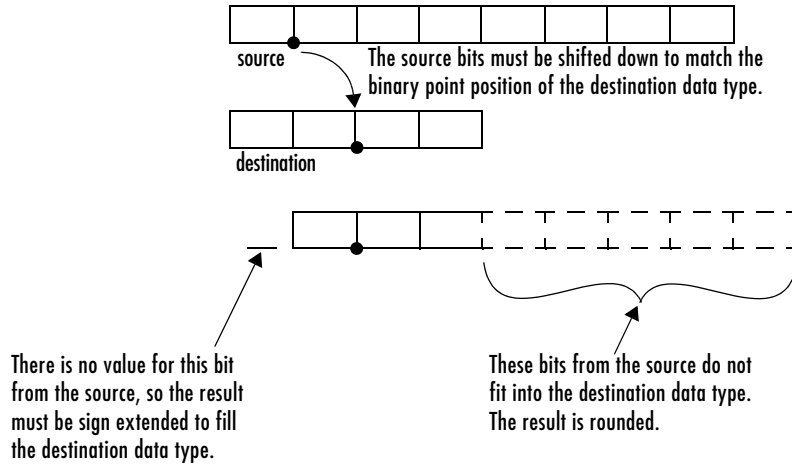 source
The source bits must be shifted down to match the
binary point position of the destination data type.
destination
There is no value for this bit
from the source, so the result
must be sign extended to fill
the destination data type.
These bits from the source do not
fit into the destination data type.
The result is rounded.